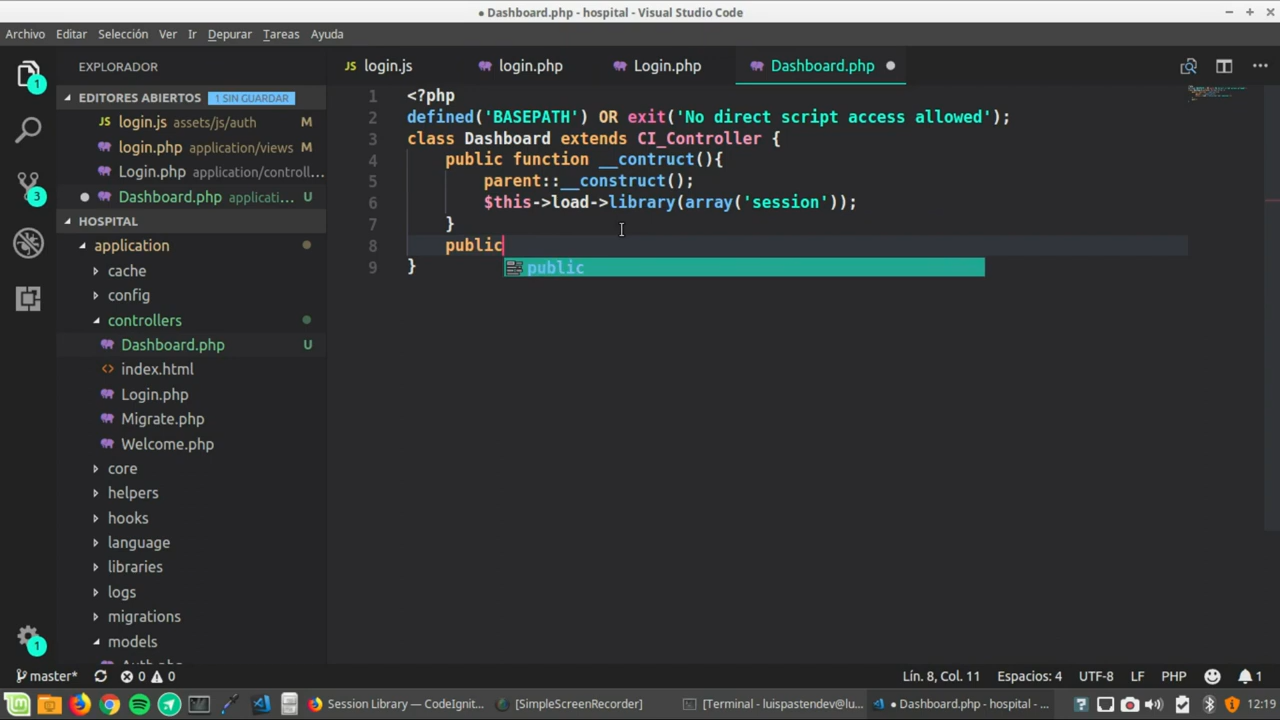 ● Dashboard.php - hospital - Visual Studio Code
Archivo Editar Selección Ver Ir Depurar Tareas Ayuda
EXPLORADOR
EDITORES ABIERTOS 1 SIN GUARDAR
login.js assets/js/auth M
login.php application/views M
Login.php application/controll...
Dashboard.php applicati... U
HOSPITAL
application
cache
config
controllers
Dashboard.php U
index.html
Login.php
Migrate.php
Welcome.php
core
helpers
hooks
language
libraries
logs
migrations
models
1
3
1
JS login.js login.php Login.php Dashboard.php ●
1 <?php
2 defined('BASEPATH') OR exit('No direct script access allowed');
3 class Dashboard extends CI_Controller {
4 public function __contruct(){
5 parent::__construct();
6 $this->load->library(array('session'));
7 }
8 public
public
9 }
master* 0 0 Lín. 8, Col. 11 Espacios: 4 UTF-8 LF PHP 1
Session Library — CodeIgnit... [SimpleScreenRecorder] [Terminal - luispastendev@lu... ● Dashboard.php - hospital - ... 12:19